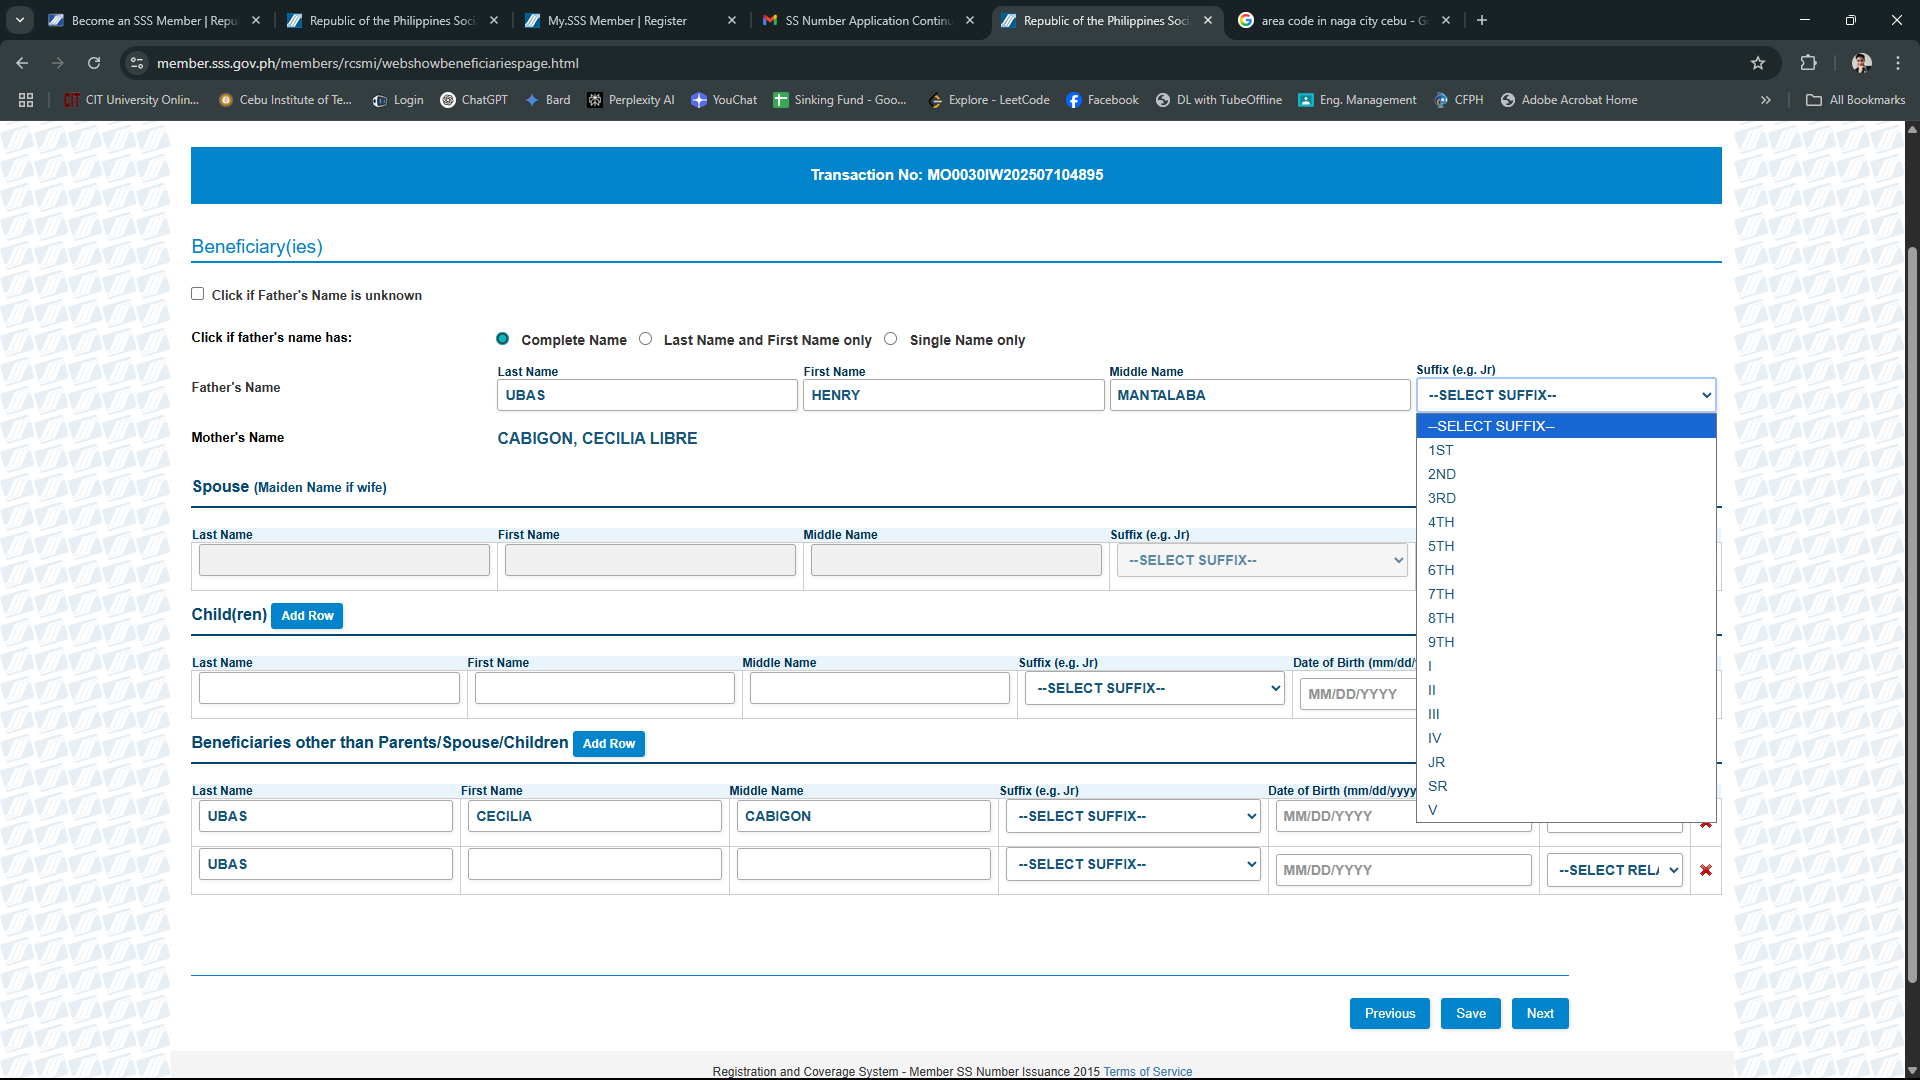 Become an SSS Member | Repu
Republic of the Philippines Soci
My.SSS Member | Register
SS Number Application Continu
Republic of the Philippines Soci
area code in naga city cebu - G
member.sss.gov.ph/members/rcsmi/webshowbeneficiariespage.html
CIT University Onlin...
Cebu Institute of Te...
Login
ChatGPT
Bard
Perplexity AI
YouChat
Sinking Fund - Goo...
Explore - LeetCode
Facebook
DL with TubeOffline
Eng. Management
CFPH
Adobe Acrobat Home
»
All Bookmarks
Transaction No: MO0030IW202507104895
Beneficiary(ies)
Click if Father's Name is unknown
Click if father's name has:
Complete Name
Last Name and First Name only
Single Name only
Last Name
First Name
Middle Name
Suffix (e.g. Jr)
Father's Name
UBAS
HENRY
MANTALABA
--SELECT SUFFIX--
Mother's Name
CABIGON, CECILIA LIBRE
--SELECT SUFFIX--
1ST
2ND
3RD
4TH
5TH
6TH
7TH
8TH
9TH
I
II
III
IV
JR
SR
V
Spouse (Maiden Name if wife)
Last Name
First Name
Middle Name
Suffix (e.g. Jr)
--SELECT SUFFIX--
Child(ren)
Add Row
Last Name
First Name
Middle Name
Suffix (e.g. Jr)
Date of Birth (mm/dd/
--SELECT SUFFIX--
MM/DD/YYYY
Beneficiaries other than Parents/Spouse/Children
Add Row
Last Name
First Name
Middle Name
Suffix (e.g. Jr)
Date of Birth (mm/dd/yyyy
UBAS
CECILIA
CABIGON
--SELECT SUFFIX--
MM/DD/YYYY
UBAS
--SELECT SUFFIX--
MM/DD/YYYY
--SELECT RELA
Previous
Save
Next
Registration and Coverage System - Member SS Number Issuance 2015 Terms of Service